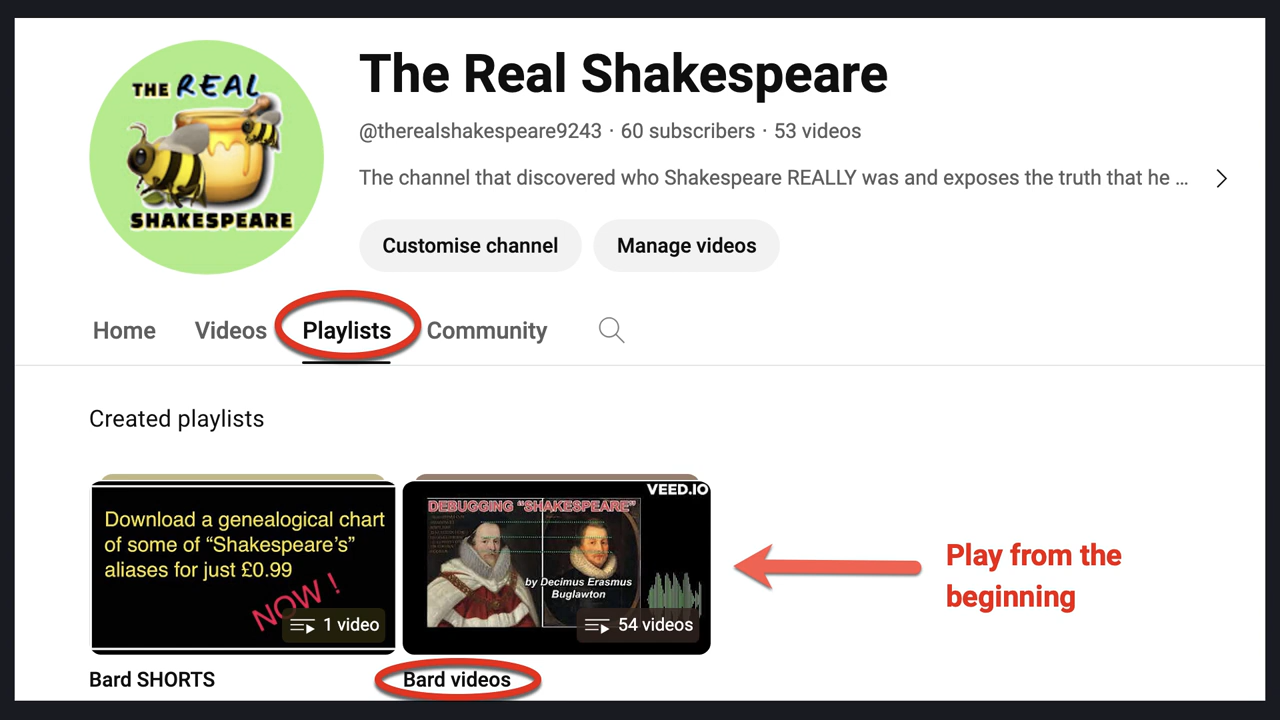 THE REAL
SHAKESPEARE
The Real Shakespeare
@therealshakespeare9243 · 60 subscribers · 53 videos
The channel that discovered who Shakespeare REALLY was and exposes the truth that he ...
Customise channel
Manage videos
Home
Videos
Playlists
Community
Created playlists
Download a genealogical chart
of some of “Shakespeare’s”
aliases for just £0.99
NOW !
1 video
Bard SHORTS
VEED.IO
DEBUGGING "SHAKESPEARE"
by Decimus Erasmus
Buglawton
54 videos
Bard videos
Play from the
beginning